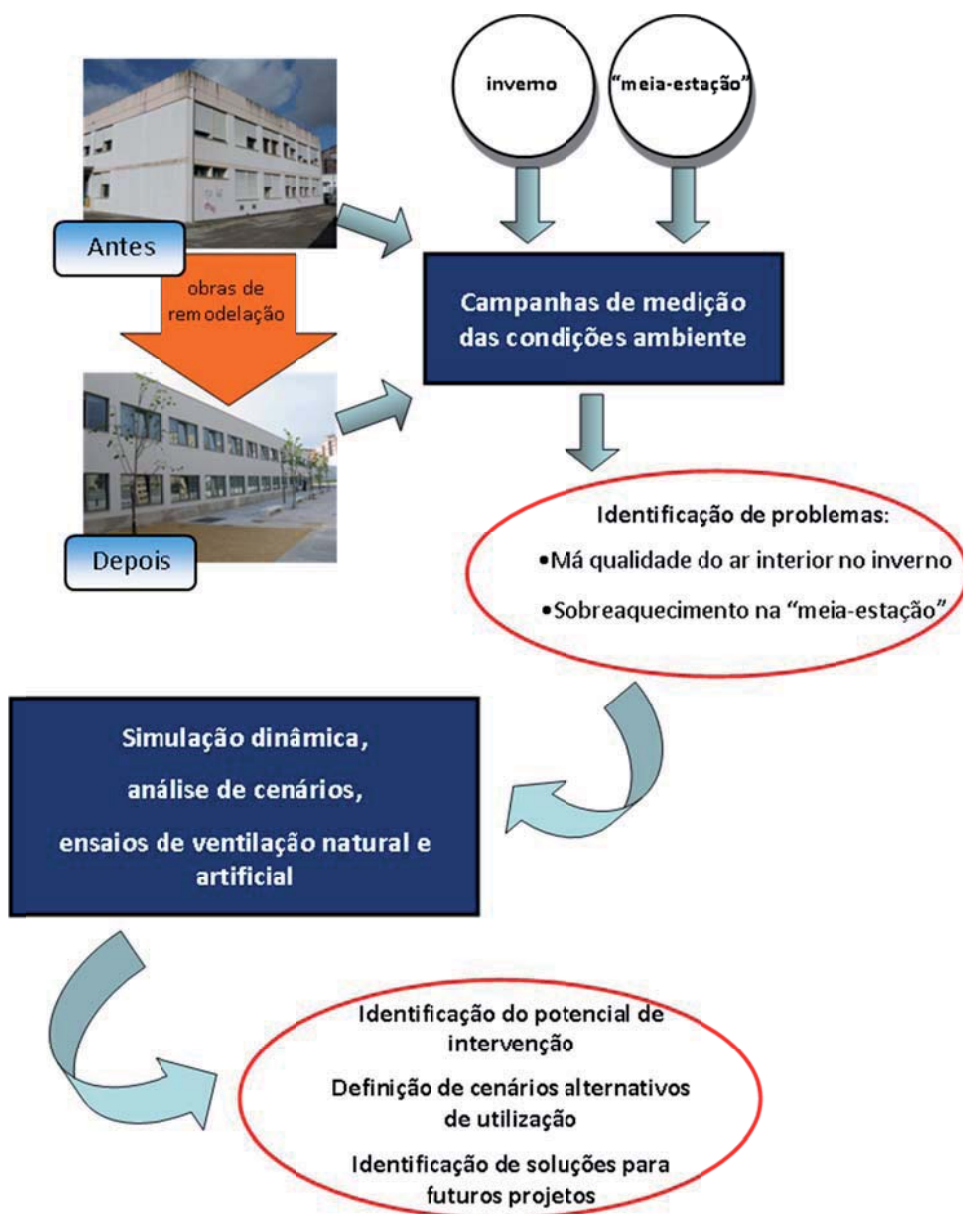 inverno
"meia-estação"
Antes
obras de
remodelação
Depois
Campanhas de medição
das condições ambiente
Identificação de problemas:
•Má qualidade do ar interior no inverno
•Sobreaquecimento na "meia-estação"
Simulação dinâmica,
análise de cenários,
ensaios de ventilação natural e
artificial
Identificação do potencial de
intervenção
Definição de cenários alternativos
de utilização
Identificação de soluções para
futuros projetos